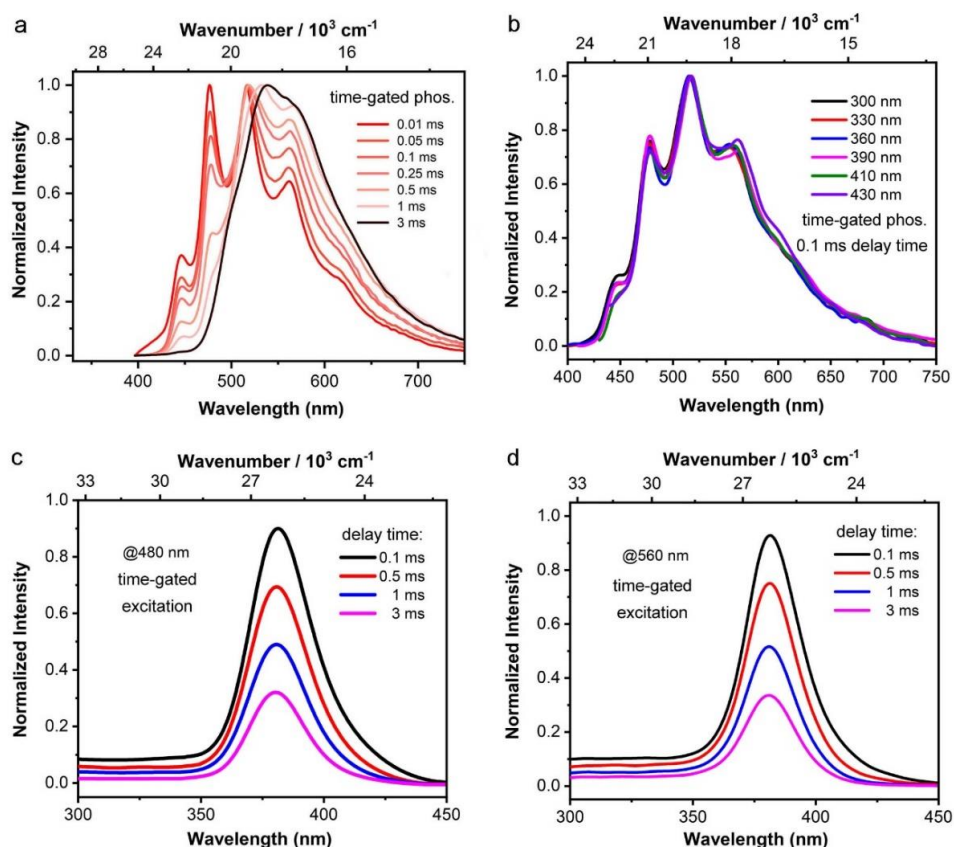 a
Wavenumber / 10³ cm⁻¹
28 24 20 16
time-gated phos.
0.01 ms
0.05 ms
0.1 ms
0.25 ms
0.5 ms
1 ms
3 ms
Normalized Intensity
1.0
0.8
0.6
0.4
0.2
0.0
400 500 600 700
Wavelength (nm)
b
Wavenumber / 10³ cm⁻¹
24 21 18 15
300 nm
330 nm
360 nm
390 nm
410 nm
430 nm
time-gated phos.
0.1 ms delay time
Normalized Intensity
1.0
0.8
0.6
0.4
0.2
0.0
400 450 500 550 600 650 700 750
Wavelength (nm)
c
Wavenumber / 10³ cm⁻¹
33 30 27 24
@480 nm
time-gated
excitation
delay time:
0.1 ms
0.5 ms
1 ms
3 ms
Normalized Intensity
1.0
0.8
0.6
0.4
0.2
0.0
300 350 400 450
Wavelength (nm)
d
Wavenumber / 10³ cm⁻¹
33 30 27 24
@560 nm
time-gated
excitation
delay time:
0.1 ms
0.5 ms
1 ms
3 ms
Normalized Intensity
1.0
0.8
0.6
0.4
0.2
0.0
300 350 400 450
Wavelength (nm)